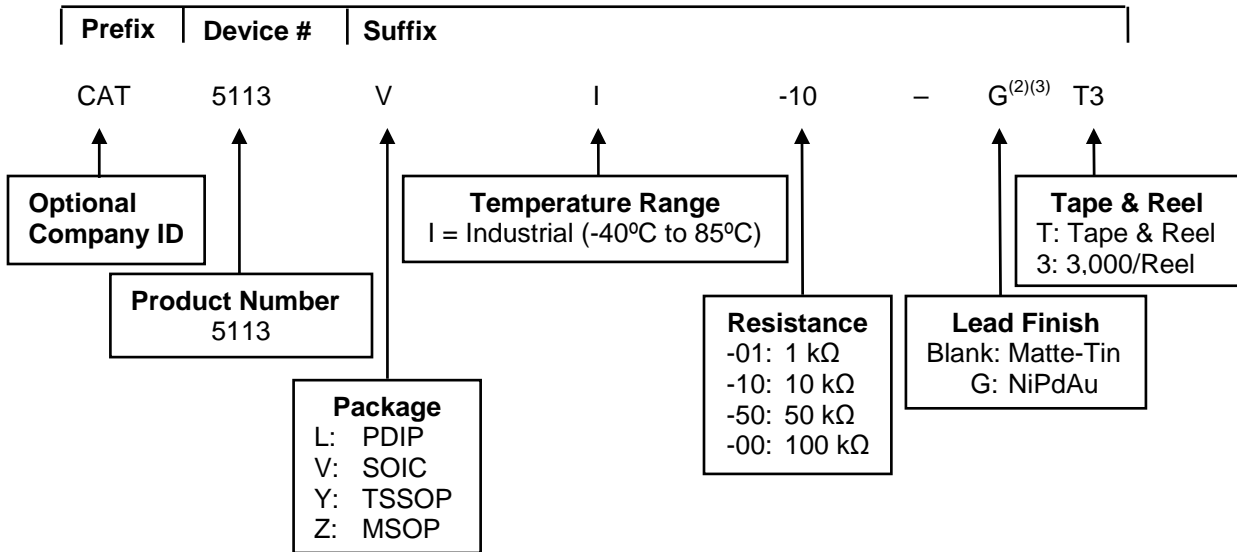 Prefix Device # Suffix
CAT 5113 V I -10 – G(2)(3) T3
Optional
Company ID
Product Number
5113
Package
L: PDIP
V: SOIC
Y: TSSOP
Z: MSOP
Temperature Range
I = Industrial (-40ºC to 85ºC)
Resistance
-01: 1 kΩ
-10: 10 kΩ
-50: 50 kΩ
-00: 100 kΩ
Lead Finish
Blank: Matte-Tin
G: NiPdAu
Tape & Reel
T: Tape & Reel
3: 3,000/Reel